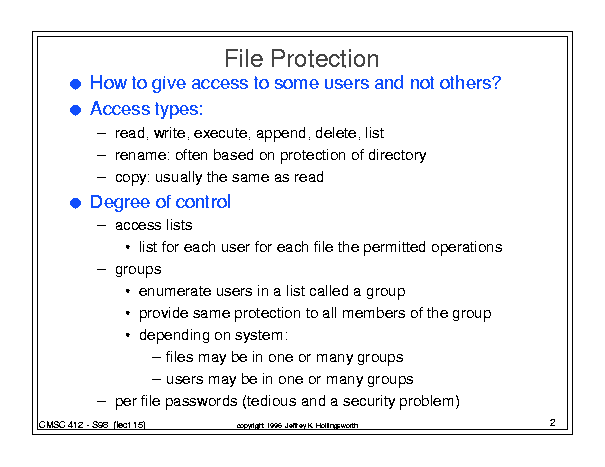 File Protection
● How to give access to some users and not others?
● Access types:
– read, write, execute, append, delete, list
– rename: often based on protection of directory
– copy: usually the same as read
● Degree of control
– access lists
• list for each user for each file the permitted operations
– groups
• enumerate users in a list called a group
• provide same protection to all members of the group
• depending on system:
– files may be in one or many groups
– users may be in one or many groups
– per file passwords (tedious and a security problem)
CMSC 412 - S98 (lect 15)
copyright 1996 Jeffrey K. Hollingsworth
2